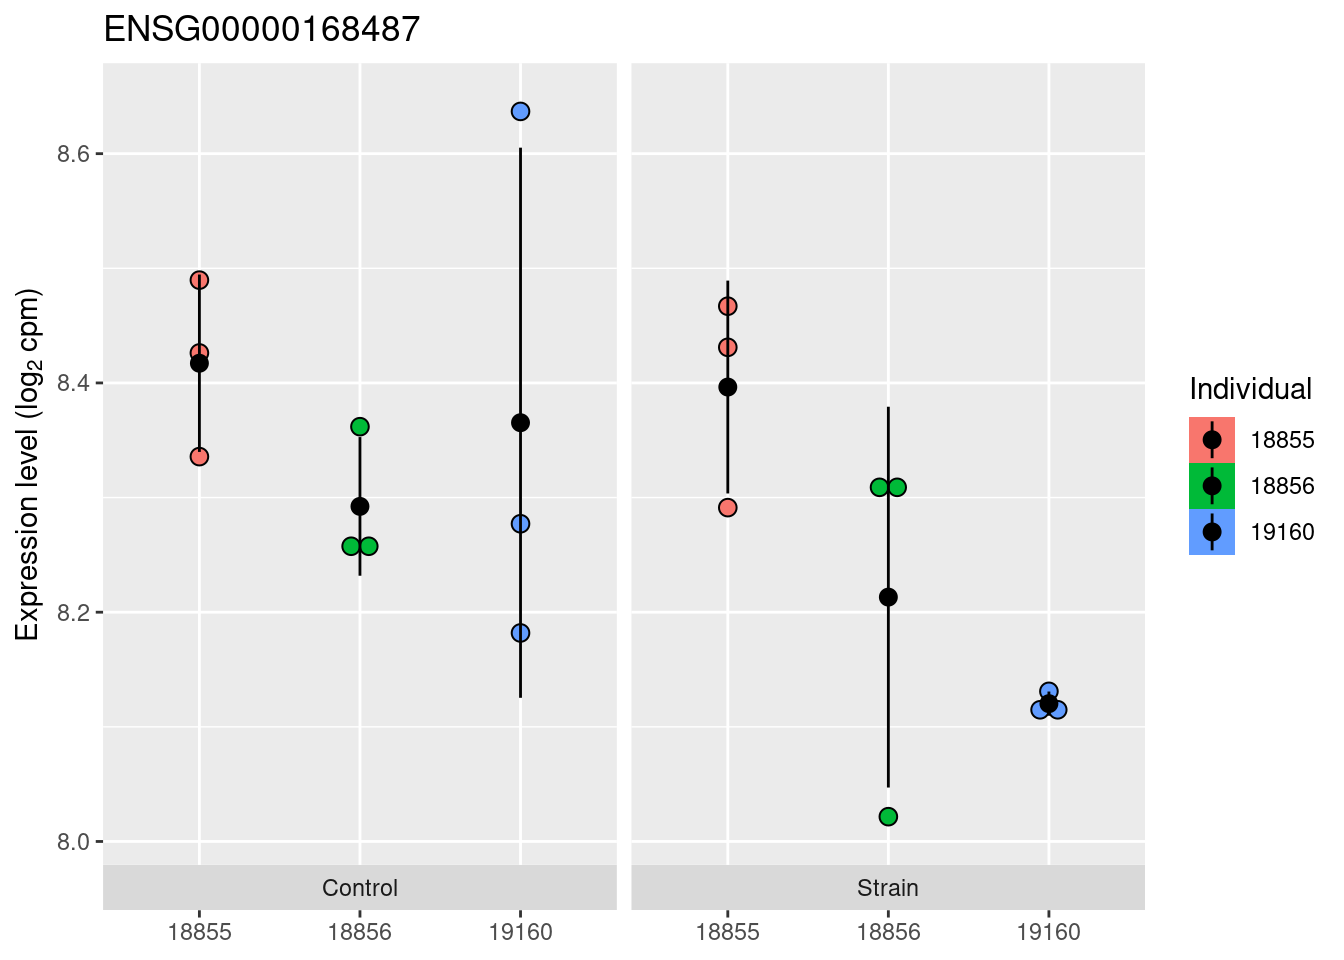 ENSG00000168487
Expression level (log₂ cpm)
8.6
8.4
8.2
8.0
Control
Strain
18855
18856
19160
18855
18856
19160
Individual
18855
18856
19160